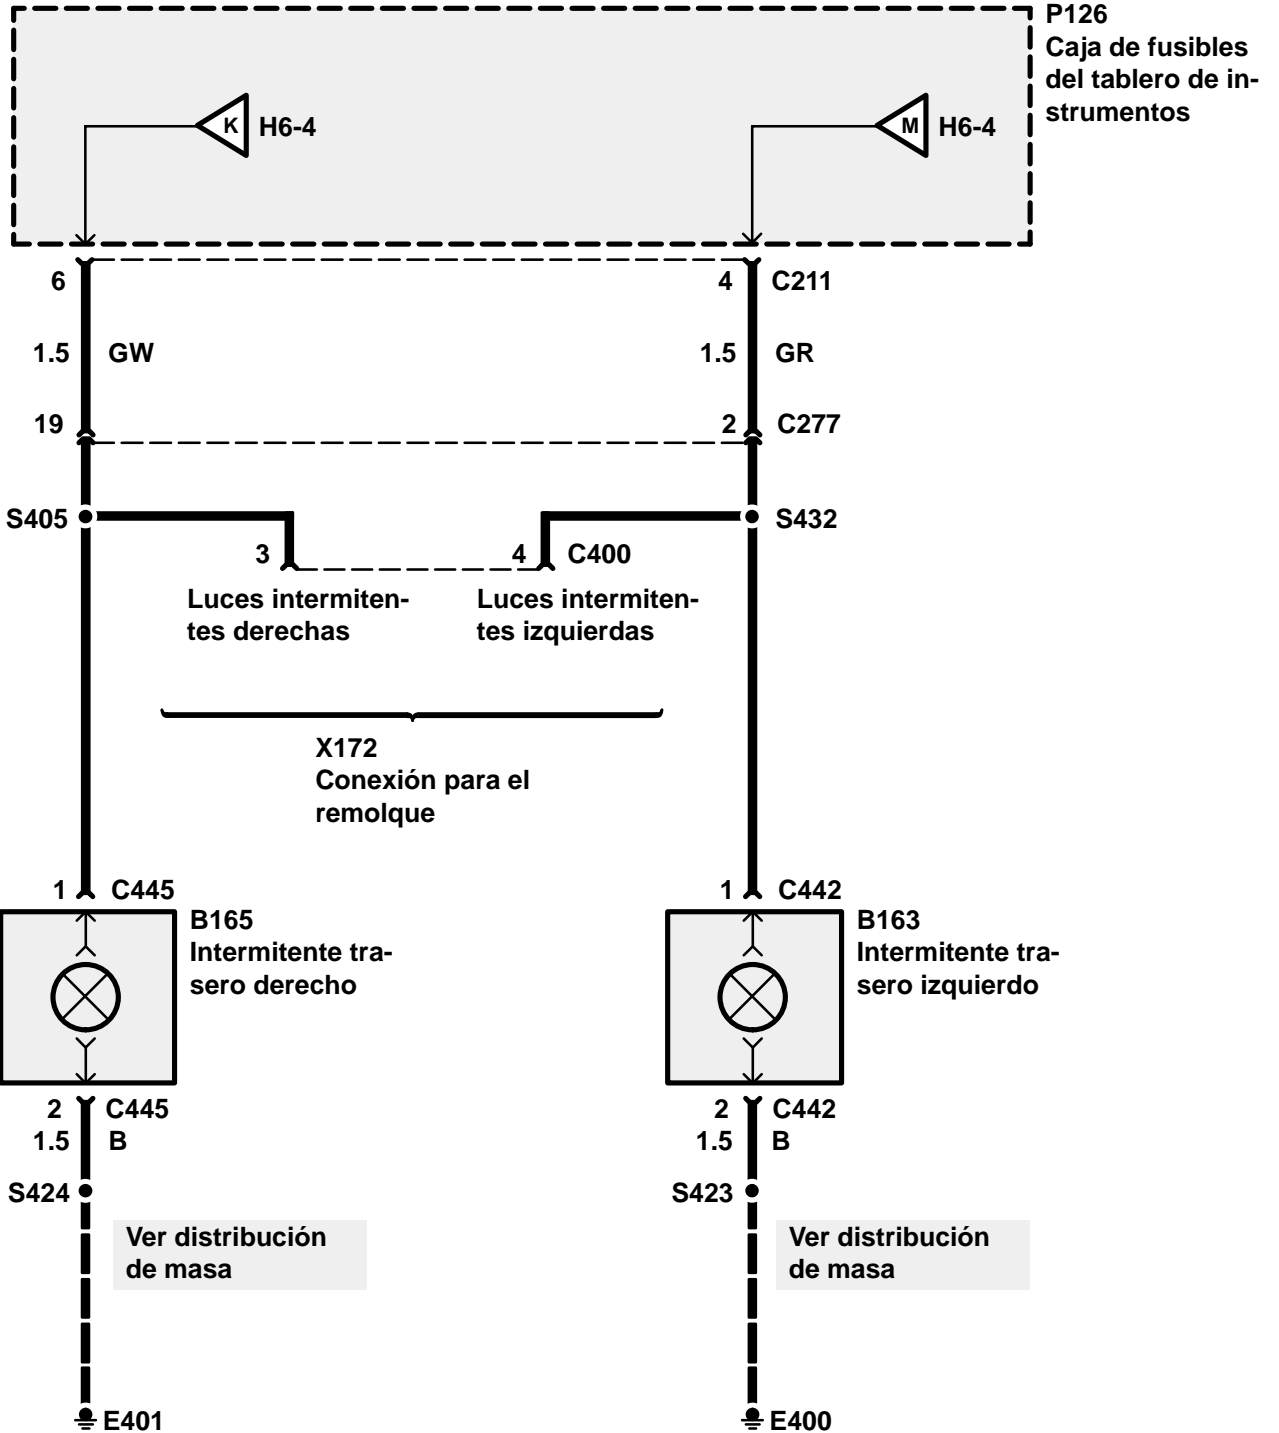 P126
Caja de fusibles
del tablero de in-
strumentos
K H6-4
M H6-4
6
4 C211
1.5 GW
1.5 GR
19
2 C277
S405
S432
3
4 C400
Luces intermiten-
tes derechas
Luces intermiten-
tes izquierdas
X172
Conexión para el
remolque
1 C445
1 C442
B165
Intermitente tra-
sero derecho
B163
Intermitente tra-
sero izquierdo
2 C445
1.5 B
2 C442
1.5 B
S424
S423
Ver distribución
de masa
Ver distribución
de masa
E401
E400